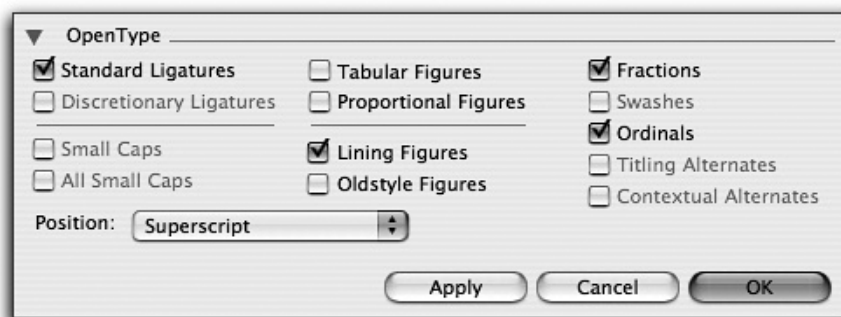 OpenType
Standard Ligatures
Discretionary Ligatures
Small Caps
All Small Caps
Tabular Figures
Proportional Figures
Lining Figures
Oldstyle Figures
Fractions
Swashes
Ordinals
Titling Alternates
Contextual Alternates
Position: Superscript
Apply Cancel OK